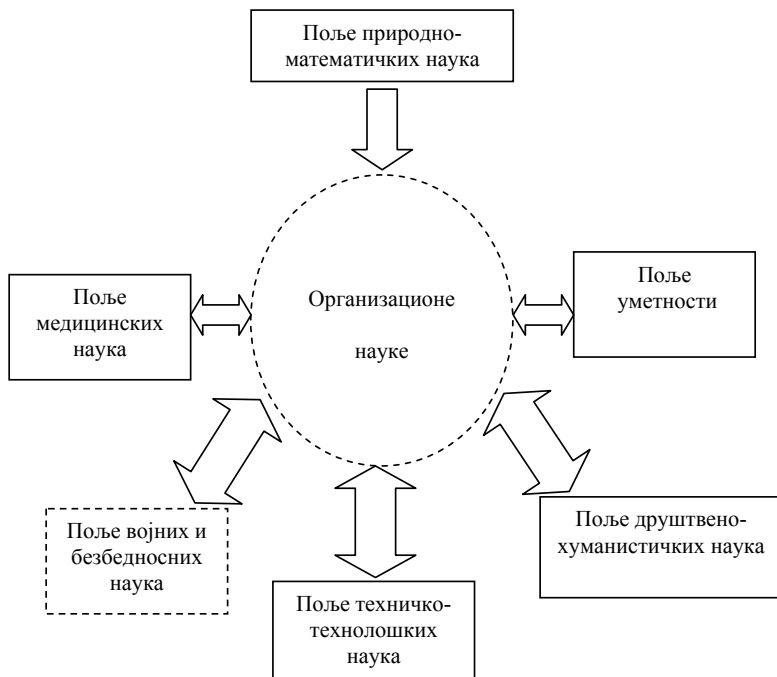 Поље природно-
математичких наука
Организационе
науке
Поље
медицинских
наука
Поље
уметности
Поље војних и
безбедносних
наука
Поље друштвено-
хуманистичких наука
Поље техничко-
технолошких
наука